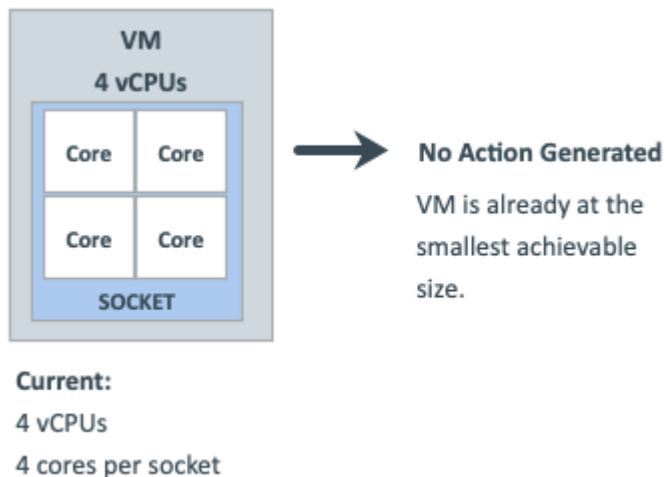 VM
4 vCPUs
Core Core
Core Core
SOCKET
No Action Generated
VM is already at the
smallest achievable
size.
Current:
4 vCPUs
4 cores per socket